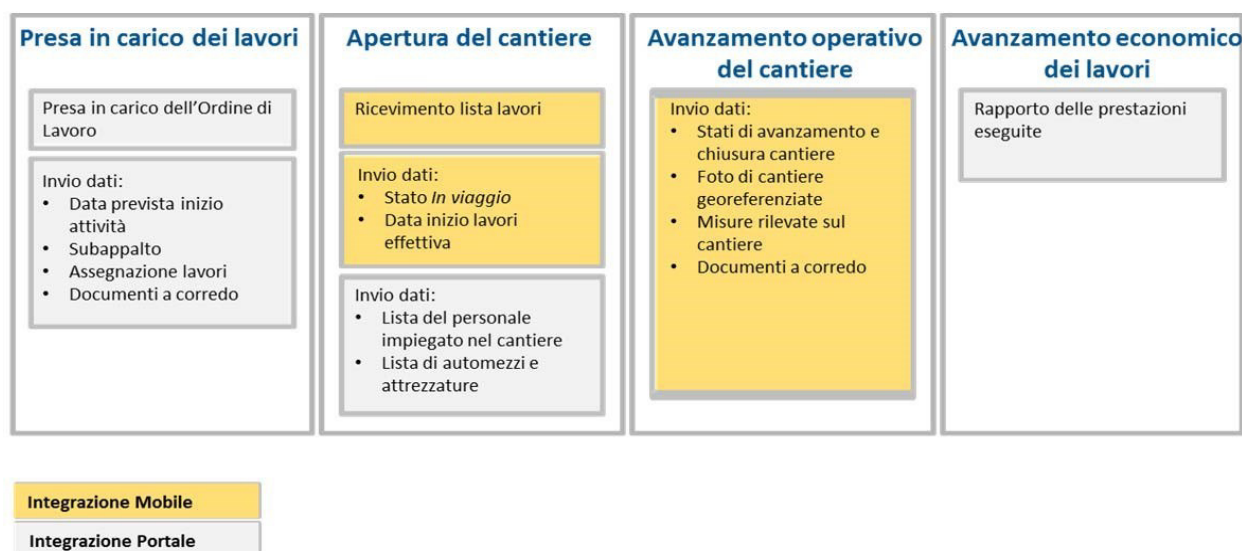 Presa in carico dei lavori
Presa in carico dell'Ordine di
Lavoro
Invio dati:
• Data prevista inizio
attività
• Subappalto
• Assegnazione lavori
• Documenti a corredo
Apertura del cantiere
Ricevimento lista lavori
Invio dati:
• Stato In viaggio
• Data inizio lavori
effettiva
Invio dati:
• Lista del personale
impiegato nel cantiere
• Lista di automezzi e
attrezzature
Avanzamento operativo
del cantiere
Invio dati:
• Stati di avanzamento e
chiusura cantiere
• Foto di cantiere
georeferenziate
• Misure rilevate sul
cantiere
• Documenti a corredo
Avanzamento economico
dei lavori
Rapporto delle prestazioni
eseguite
Integrazione Mobile
Integrazione Portale